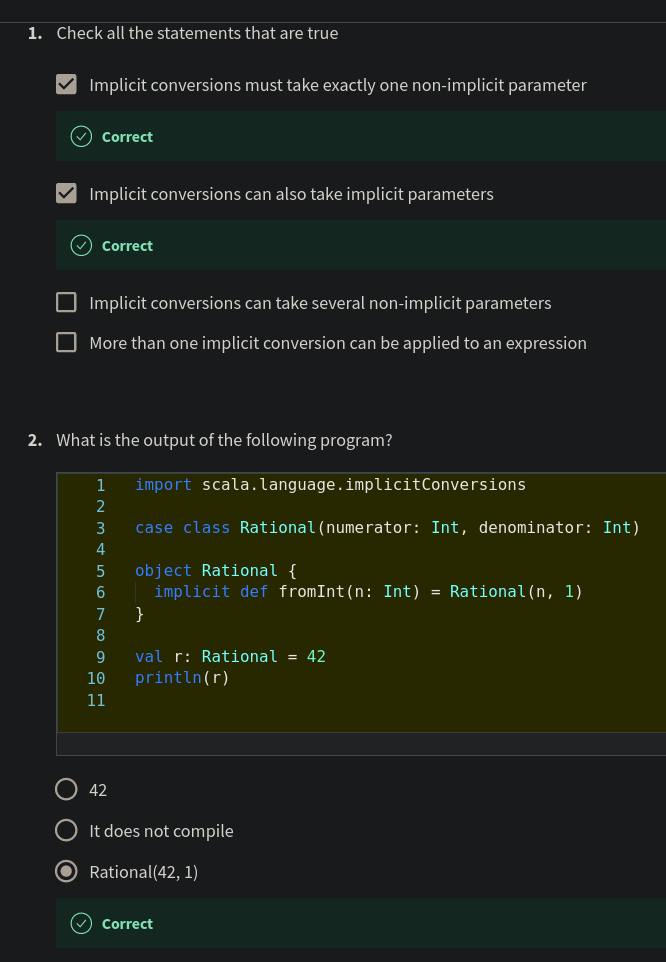 1. Check all the statements that are true
Implicit conversions must take exactly one non-implicit parameter
Correct
Implicit conversions can also take implicit parameters
Correct
Implicit conversions can take several non-implicit parameters
More than one implicit conversion can be applied to an expression
2. What is the output of the following program?
1 import scala.language.implicitConversions
2
3 case class Rational(numerator: Int, denominator: Int)
4
5 object Rational {
6   implicit def fromInt(n: Int) = Rational(n, 1)
7 }
8
9 val r: Rational = 42
10 println(r)
11
42
It does not compile
Rational(42, 1)
Correct